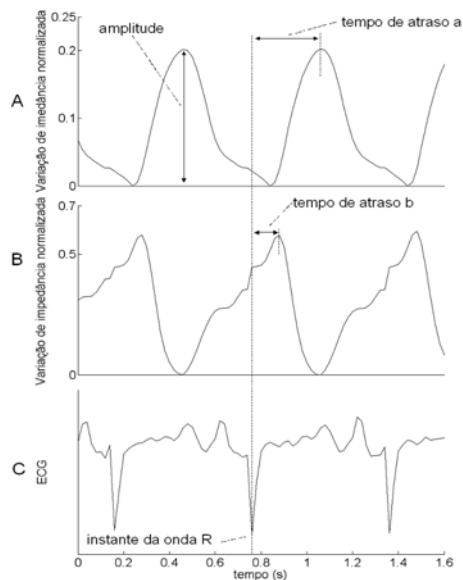 A
Variação de imedância normalizada
0.25
0.2
0.1
0
amplitude
tempo de atraso a
B
Variação de impedância normalizada
0.7
0.5
0
tempo de atraso b
C
ECG
instante da onda R
0 0.2 0.4 0.6 0.8 1 1.2 1.4 1.6
tempo (s)